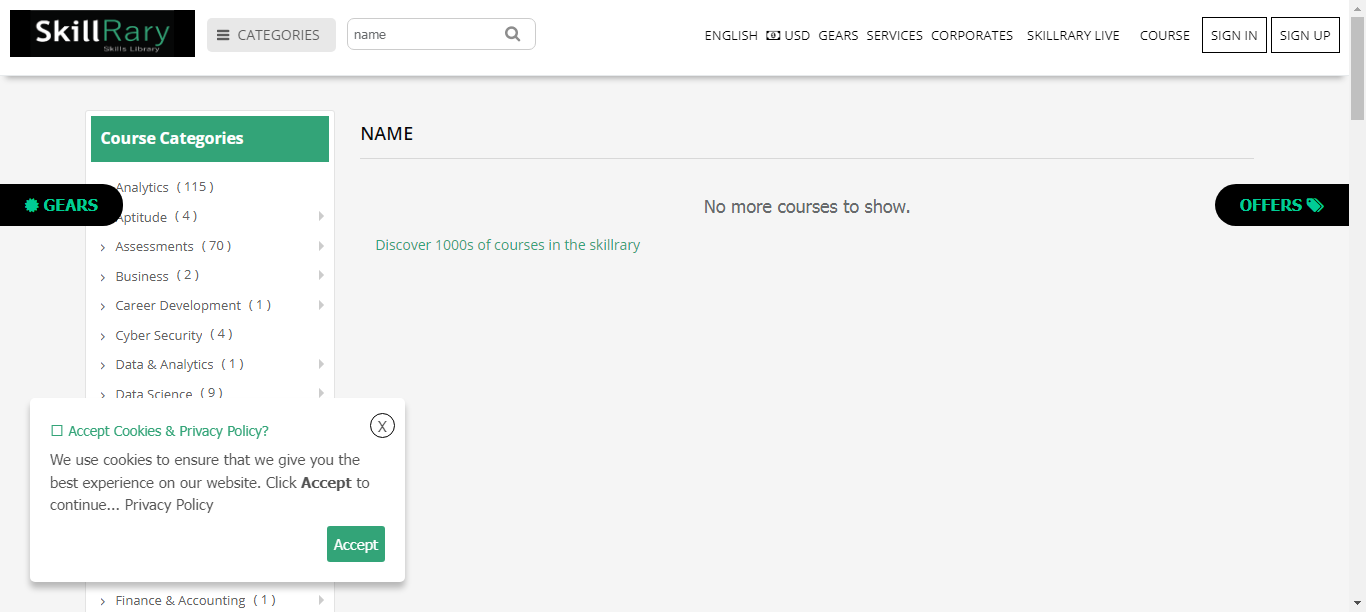 SkillRary
Skills Library
CATEGORIES
name
ENGLISH USD GEARS SERVICES CORPORATES SKILLRARY LIVE COURSE SIGN IN SIGN UP
Course Categories
NAME
Analytics ( 115 )
GEARS
Aptitude ( 4 )
Assessments ( 70 )
Business ( 2 )
Career Development ( 1 )
Cyber Security ( 4 )
Data & Analytics ( 1 )
Data Science ( 9 )
No more courses to show.
OFFERS
Discover 1000s of courses in the skillrary
Accept Cookies & Privacy Policy?
X
We use cookies to ensure that we give you the
best experience on our website. Click Accept to
continue... Privacy Policy
Accept
Finance & Accounting ( 1 )